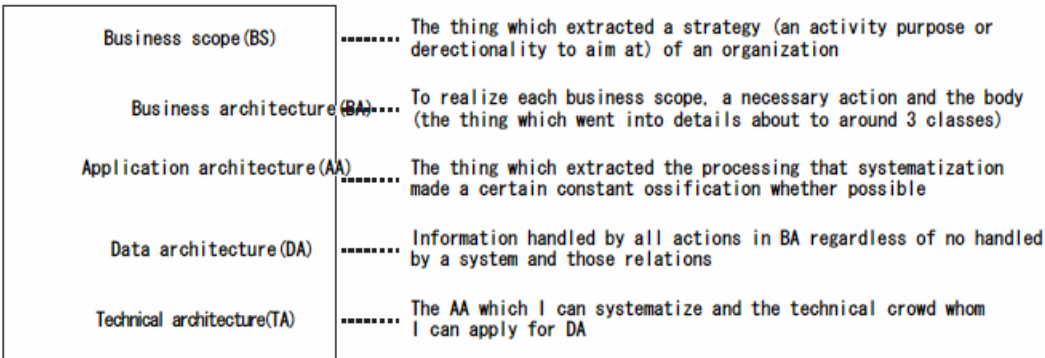 Business scope(BS)
The thing which extracted a strategy (an activity purpose or
derectionality to aim at) of an organization
Business architecture(BA)
To realize each business scope, a necessary action and the body
(the thing which went into details about to around 3 classes)
Application architecture(AA)
The thing which extracted the processing that systematization
made a certain constant ossification whether possible
Data architecture(DA)
Information handled by all actions in BA regardless of no handled
by a system and those relations
Technical architecture(TA)
The AA which I can systematize and the technical crowd whom
I can apply for DA